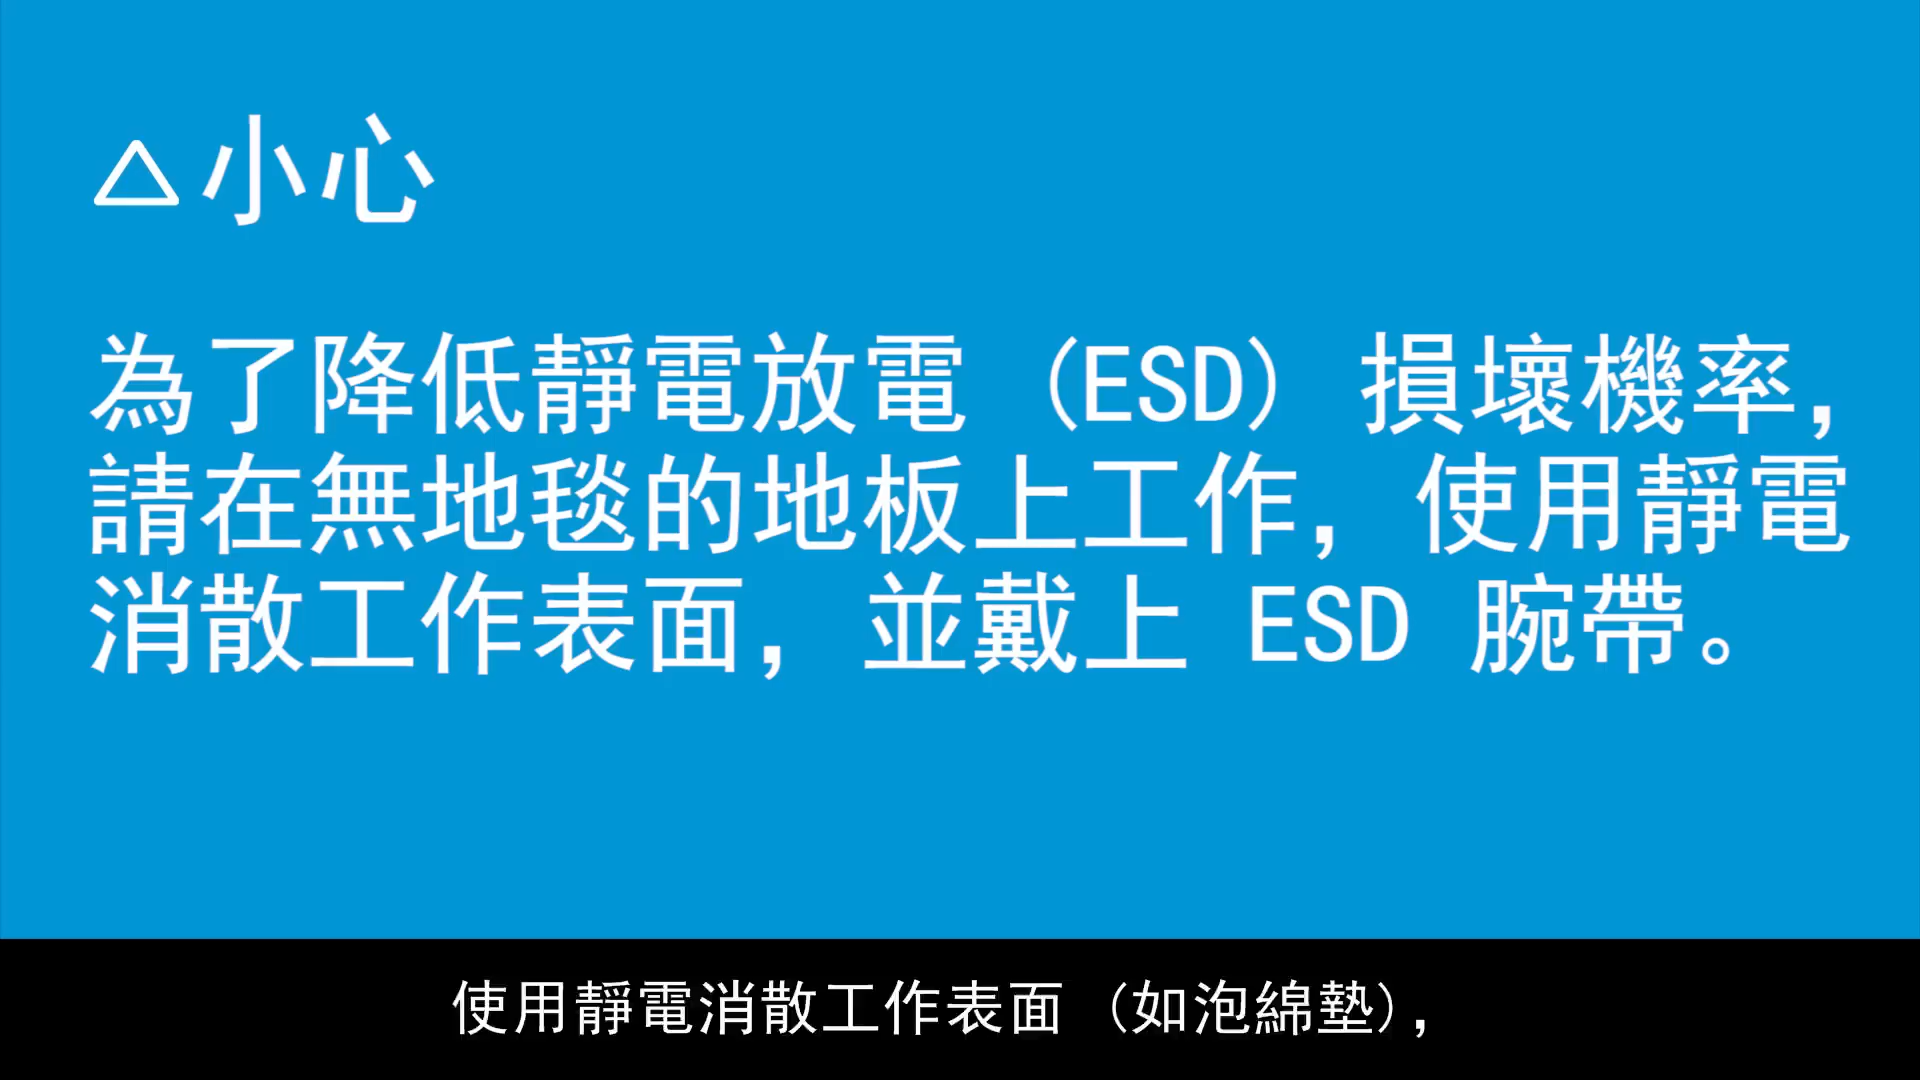 △小心
為了降低靜電放電 (ESD) 損壞機率,
請在無地毯的地板上工作, 使用靜電
消散工作表面, 並戴上 ESD 腕帶。
使用靜電消散工作表面 (如泡綿墊),